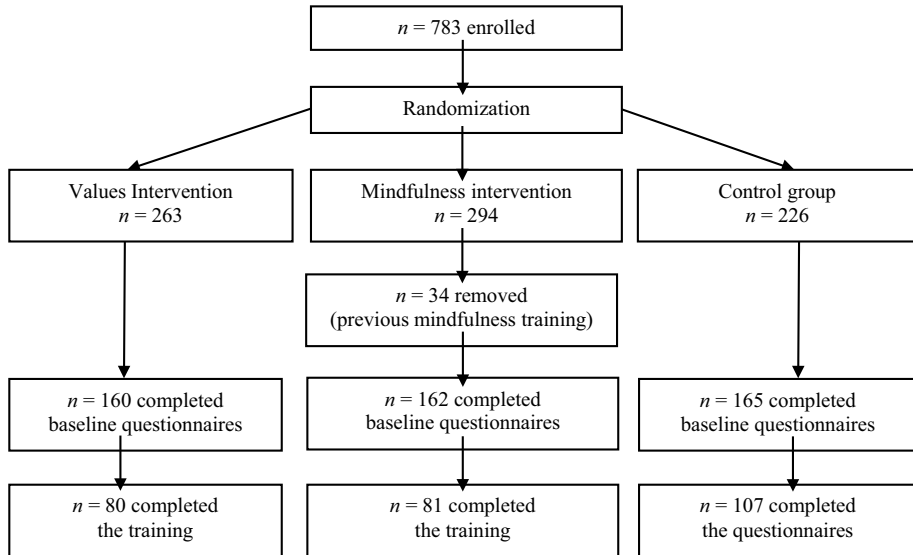 n = 783 enrolled
Randomization
Values Intervention
n = 263
Mindfulness intervention
n = 294
Control group
n = 226
n = 34 removed
(previous mindfulness training)
n = 160 completed
baseline questionnaires
n = 162 completed
baseline questionnaires
n = 165 completed
baseline questionnaires
n = 80 completed
the training
n = 81 completed
the training
n = 107 completed
the questionnaires